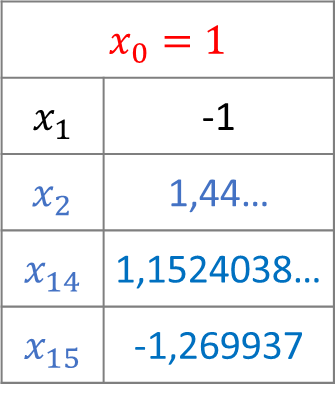 x₀ = 1
x₁ -1
x₂ 1,44...
x₁₄ 1,1524038...
x₁₅ -1,269937